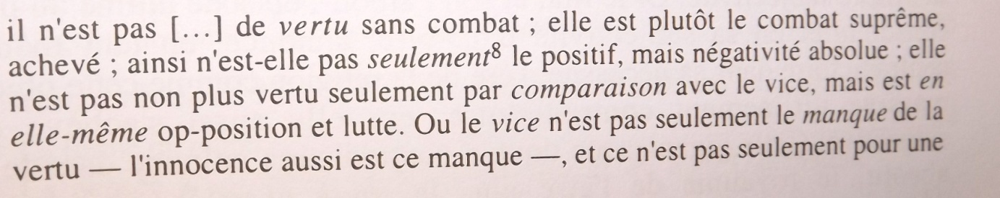 il n'est pas [...] de vertu sans combat ; elle est plutôt le combat suprême,
achevé ; ainsi n'est-elle pas seulement⁸ le positif, mais négativité absolue ; elle
n'est pas non plus vertu seulement par comparaison avec le vice, mais est en
elle-même op-position et lutte. Ou le vice n'est pas seulement le manque de la
vertu — l'innocence aussi est ce manque —, et ce n'est pas seulement pour une